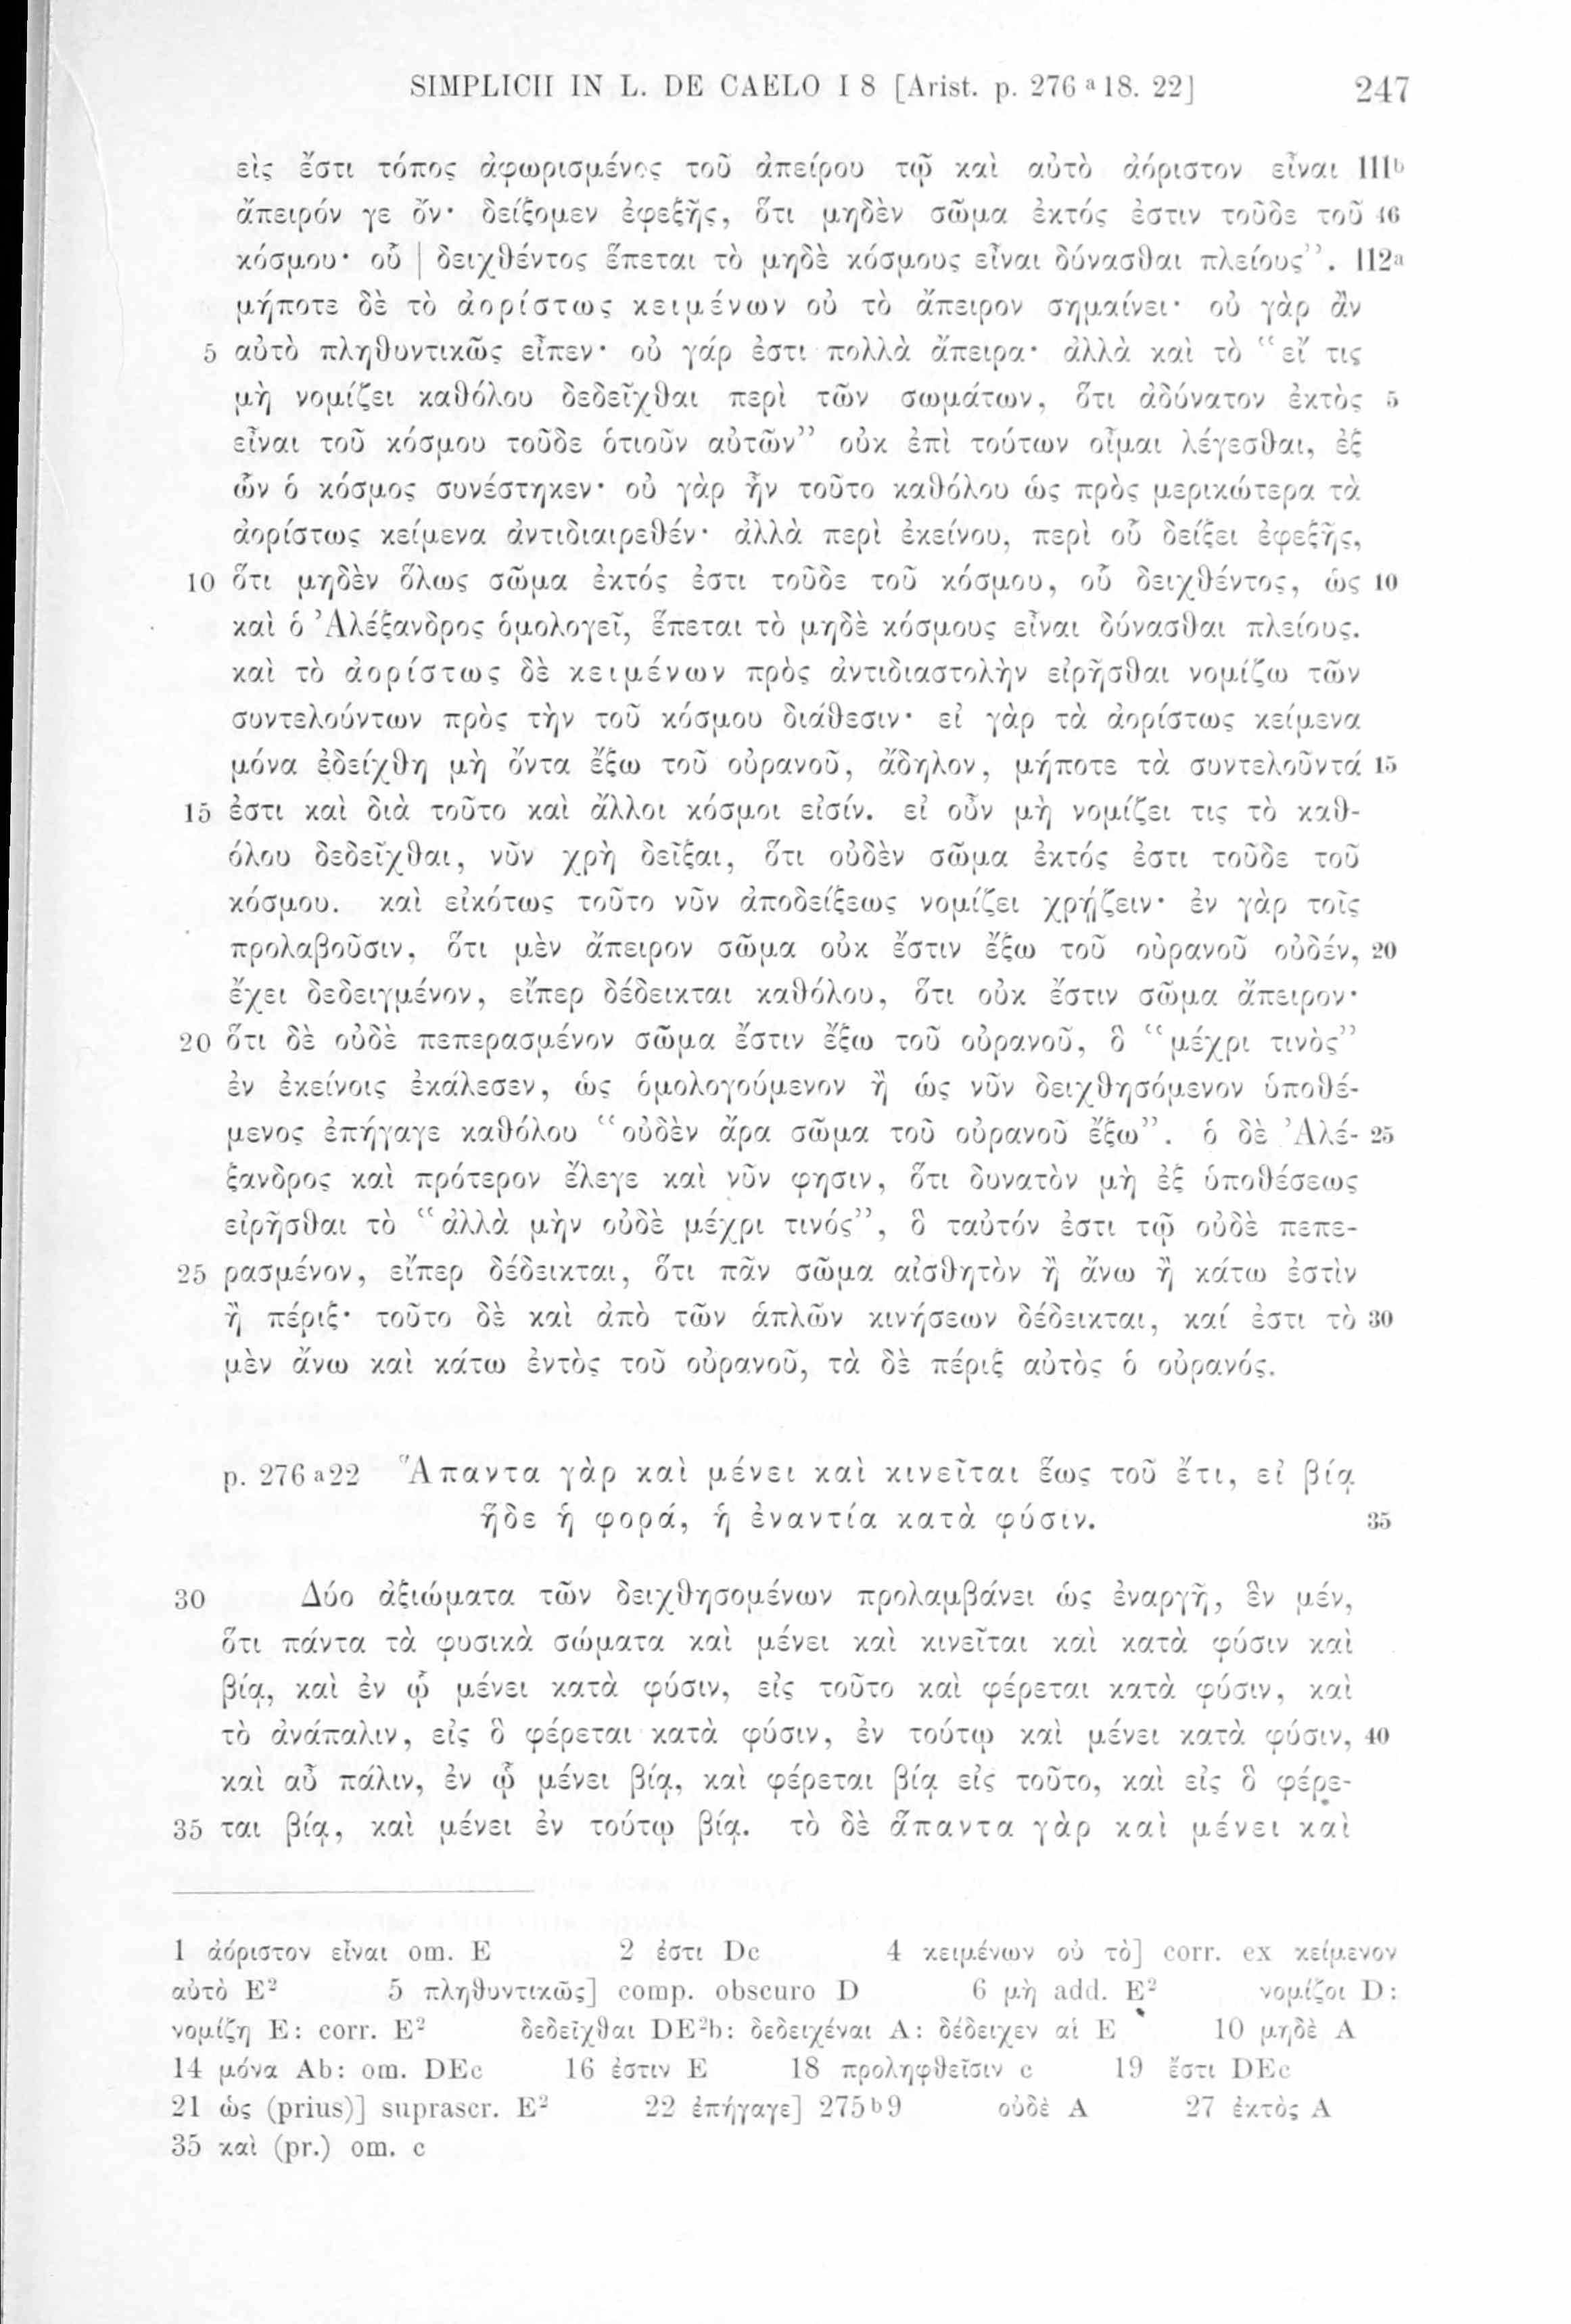 SIMPLICII IN L. DE CAELO I 8 [Arist. p. 276 a 18. 22] 247
εἷς ἔστι τόπος ἀφωρισμένος τοῦ ἀπείρου τῷ καὶ αὐτὸ ἀόριστον εἶναι 111b
ἄπειρόν γε ὄν· δείξομεν ἐφεξῆς, ὅτι μηδὲν σῶμα ἐκτός ἐστιν τοῦδε τοῦ 46
κόσμου· οὗ | δειχθέντος ἕπεται τὸ μηδὲ κόσμους εἶναι δύνασθαι πλείους”. 112a
μήποτε δὲ τὸ ἀορίστως κειμένων οὐ τὸ ἄπειρον σημαίνει· οὐ γὰρ ἂν
5 αὐτὸ πληθυντικῶς εἶπεν· οὐ γάρ ἐστι πολλὰ ἄπειρα· ἀλλὰ καὶ τὸ “εἴ τις
μὴ νομίζει καθόλου δεδεῖχθαι περὶ τῶν σωμάτων, ὅτι ἀδύνατον ἐκτὸς 5
εἶναι τοῦ κόσμου τοῦδε ὁτιοῦν αὐτῶν” οὐκ ἐπὶ τούτων οἶμαι λέγεσθαι, ἐξ
ὧν ὁ κόσμος συνέστηκεν· οὐ γὰρ ἦν τοῦτο καθόλου ὡς πρὸς μερικώτερα τὰ
ἀορίστως κείμενα ἀντιδιαιρεθέν· ἀλλὰ περὶ ἐκείνου, περὶ οὗ δείξει ἐφεξῆς,
10 ὅτι μηδὲν ὅλως σῶμα ἐκτός ἐστι τοῦδε τοῦ κόσμου, οὗ δειχθέντος, ὡς 10
καὶ ὁ Ἀλέξανδρος ὁμολογεῖ, ἕπεται τὸ μηδὲ κόσμους εἶναι δύνασθαι πλείους.
καὶ τὸ ἀορίστως δὲ κειμένων πρὸς ἀντιδιαστολὴν εἰρῆσθαι νομίζω τῶν
συντελούντων πρὸς τὴν τοῦ κόσμου διάθεσιν· εἰ γὰρ τὰ ἀορίστως κείμενα
μόνα ἐδείχθη μὴ ὄντα ἔξω τοῦ οὐρανοῦ, ἄδηλον, μήποτε τὰ συντελοῦντά 15
15 ἐστι καὶ διὰ τοῦτο καὶ ἄλλοι κόσμοι εἰσίν. εἰ οὖν μὴ νομίζει τις τὸ καθ-
όλου δεδεῖχθαι, νῦν χρὴ δεῖξαι, ὅτι οὐδὲν σῶμα ἐκτός ἐστι τοῦδε τοῦ
κόσμου. καὶ εἰκότως τοῦτο νῦν ἀποδείξεως νομίζει χρῄζειν· ἐν γὰρ τοῖς
προλαβοῦσιν, ὅτι μὲν ἄπειρον σῶμα οὐκ ἔστιν ἔξω τοῦ οὐρανοῦ οὐδέν, 20
ἔχει δεδειγμένον, εἴπερ δέδεικται καθόλου, ὅτι οὐκ ἔστιν σῶμα ἄπειρον·
20 ὅτι δὲ οὐδὲ πεπερασμένον σῶμα ἔστιν ἔξω τοῦ οὐρανοῦ, ὃ “μέχρι τινὸς”
ἐν ἐκείνοις ἐκάλεσεν, ὡς ὁμολογούμενον ἢ ὡς νῦν δειχθησόμενον ὑποθέ-
μενος ἐπήγαγε καθόλου “οὐδὲν ἄρα σῶμα τοῦ οὐρανοῦ ἔξω”. ὁ δὲ Ἀλέ- 25
ξανδρος καὶ πρότερον ἔλεγε καὶ νῦν φησιν, ὅτι δυνατὸν μὴ ἐξ ὑποθέσεως
εἰρῆσθαι τὸ “ἀλλὰ μὴν οὐδὲ μέχρι τινός”, ὃ ταὐτόν ἐστι τῷ οὐδὲ πεπε-
25 ρασμένον, εἴπερ δέδεικται, ὅτι πᾶν σῶμα αἰσθητὸν ἢ ἄνω ἢ κάτω ἐστὶν
ἢ πέριξ· τοῦτο δὲ καὶ ἀπὸ τῶν ἁπλῶν κινήσεων δέδεικται, καί ἐστι τὸ 30
μὲν ἄνω καὶ κάτω ἐντὸς τοῦ οὐρανοῦ, τὰ δὲ πέριξ αὐτὸς ὁ οὐρανός.
p. 276 a 22 Ἅπαντα γὰρ καὶ μένει καὶ κινεῖται ἕως τοῦ ἔτι, εἰ βίᾳ
ἥδε ἡ φορά, ἡ ἐναντία κατὰ φύσιν. 35
30 Δύο ἀξιώματα τῶν δειχθησομένων προλαμβάνει ὡς ἐναργῆ, ἓν μέν,
ὅτι πάντα τὰ φυσικὰ σώματα καὶ μένει καὶ κινεῖται καὶ κατὰ φύσιν καὶ
βίᾳ, καὶ ἐν ᾧ μένει κατὰ φύσιν, εἰς τοῦτο καὶ φέρεται κατὰ φύσιν, καὶ
τὸ ἀνάπαλιν, εἰς ὃ φέρεται κατὰ φύσιν, ἐν τούτῳ καὶ μένει κατὰ φύσιν, 40
καὶ αὖ πάλιν, ἐν ᾧ μένει βίᾳ, καὶ φέρεται βίᾳ εἰς τοῦτο, καὶ εἰς ὃ φέρε-
35 ται βίᾳ, καὶ μένει ἐν τούτῳ βίᾳ. τὸ δὲ ἅπαντα γὰρ καὶ μένει καὶ
1 ἀόριστον εἶναι om. E 2 ἐστι Dc 4 κειμένων οὐ τὸ] corr. ex κείμενον
αὐτὸ E² 5 πληθυντικῶς] comp. obscuro D 6 μὴ add. E² νομίζοι D:
νομίζη E: corr. E² δεδεῖχθαι DE²b: δεδειχέναι A: δέδειχεν αἱ E 10 μηδὲ A
14 μόνα Ab: om. DEc 16 ἐστιν E 18 προληφθεῖσιν c 19 ἔστι DEc
21 ὡς (prius)] suprascr. E² 22 ἐπήγαγε] 275 b 9 οὐδὲ A 27 ἐκτὸς A
35 καὶ (pr.) om. c